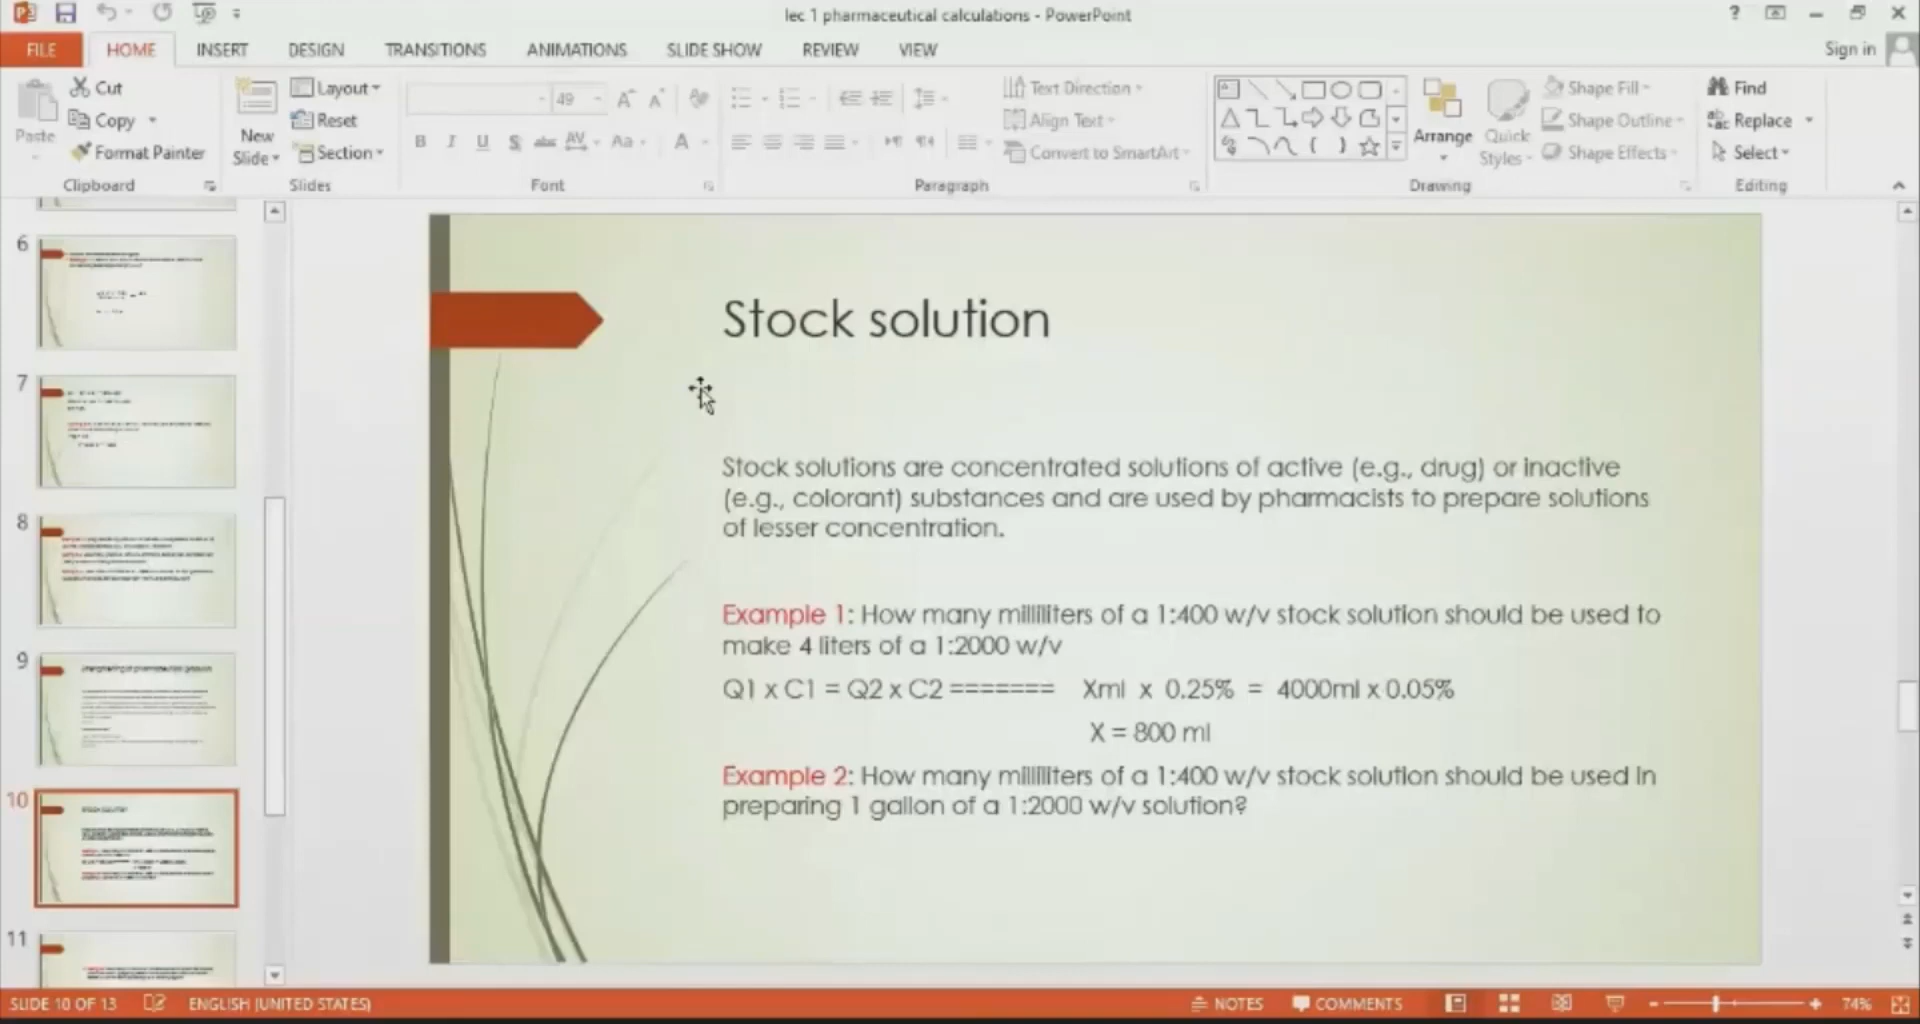 lec 1 pharmaceutical calculations - PowerPoint
?
FILE HOME INSERT DESIGN TRANSITIONS ANIMATIONS SLIDE SHOW REVIEW VIEW Sign in
Paste
Cut
Copy
Format Painter
Clipboard
New Slide
Layout
Reset
Section
Slides
49
B I U S abc AV Aa A
Font
Text Direction
Align Text
Convert to SmartArt
Paragraph
Arrange
Quick Styles
Shape Fill
Shape Outline
Shape Effects
Drawing
Find
Replace
Select
Editing
6
7
8
9
10
11
Stock solution
Stock solutions are concentrated solutions of active (e.g., drug) or inactive
(e.g., colorant) substances and are used by pharmacists to prepare solutions
of lesser concentration.
Example 1: How many milliliters of a 1:400 w/v stock solution should be used to
make 4 liters of a 1:2000 w/v
Q1 x C1 = Q2 x C2 ======= Xml x 0.25% = 4000ml x 0.05%
X = 800 ml
Example 2: How many milliliters of a 1:400 w/v stock solution should be used in
preparing 1 gallon of a 1:2000 w/v solution?
SLIDE 10 OF 13 ENGLISH (UNITED STATES) NOTES COMMENTS 74%